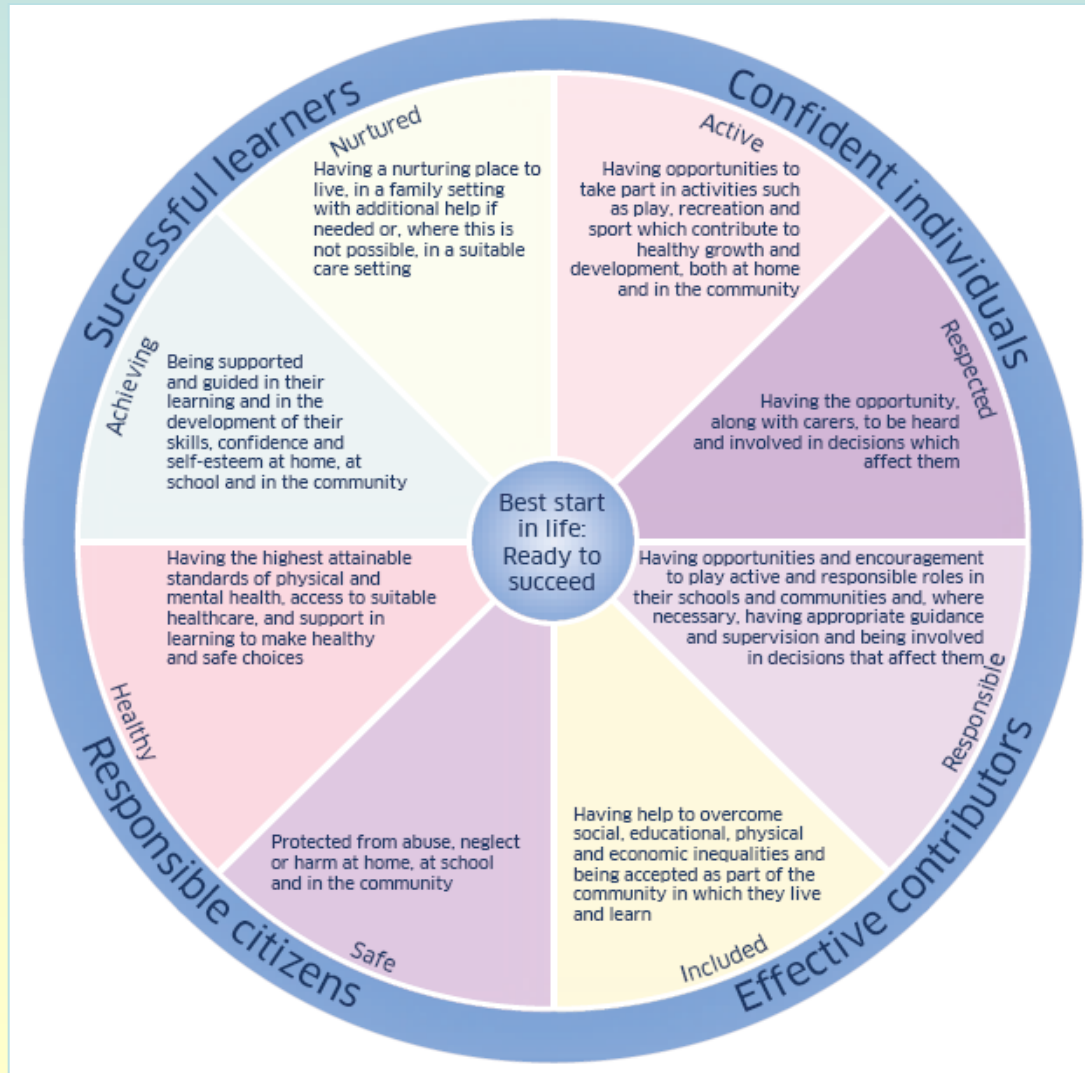 Successful learners
Confident individuals
Nurtured
Having a nurturing place to
live, in a family setting
with additional help if
needed or, where this is
not possible, in a suitable
care setting
Active
Having opportunities to
take part in activities such
as play, recreation and
sport which contribute to
healthy growth and
development, both at home
and in the community
Achieving
Being supported
and guided in their
learning and in the
development of their
skills, confidence and
self-esteem at home, at
school and in the community
Respected
Having the opportunity,
along with carers, to be heard
and involved in decisions which
affect them
Best start
in life:
Ready to
succeed
Having the highest attainable
standards of physical and
mental health, access to suitable
healthcare, and support in
learning to make healthy
and safe choices
Healthy
Having opportunities and encouragement
to play active and responsible roles in
their schools and communities and, where
necessary, having appropriate guidance
and supervision and being involved
in decisions that affect them
Responsible
Protected from abuse, neglect
or harm at home, at school
and in the community
Safe
Having help to overcome
social, educational, physical
and economic inequalities and
being accepted as part of the
community in which they live
and learn
Included
Responsible citizens
Effective contributors